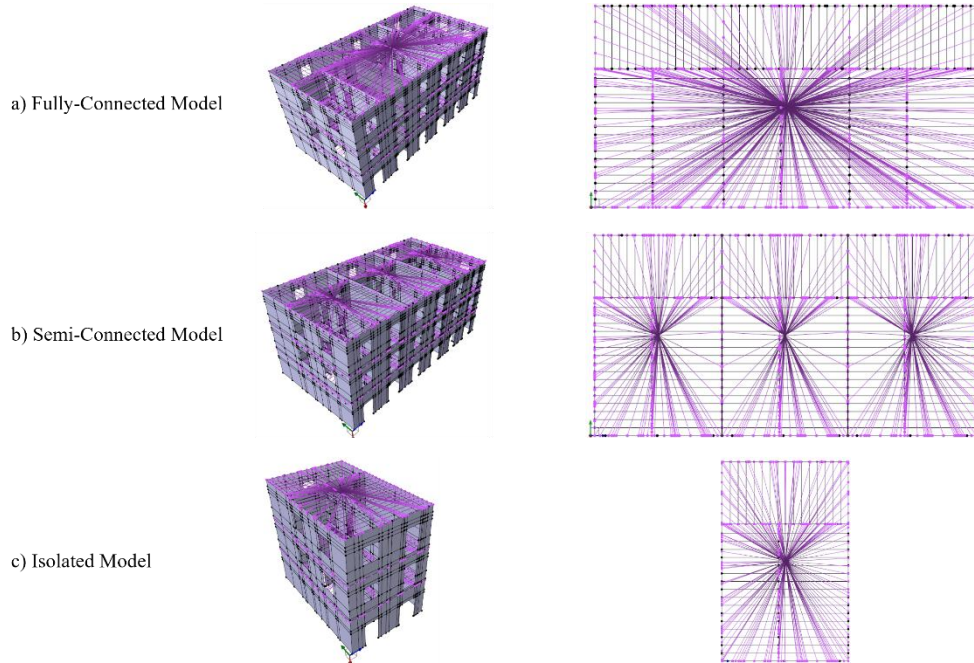 a) Fully-Connected Model
b) Semi-Connected Model
c) Isolated Model